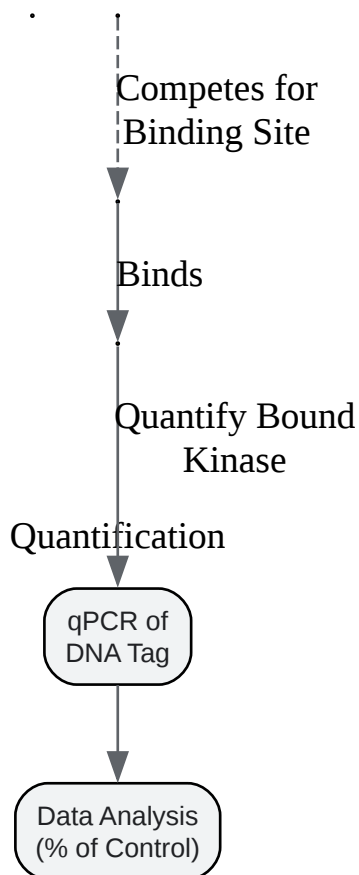 Competes for
Binding Site
Binds
Quantify Bound
Kinase
Quantification
qPCR of
DNA Tag
Data Analysis
(% of Control)